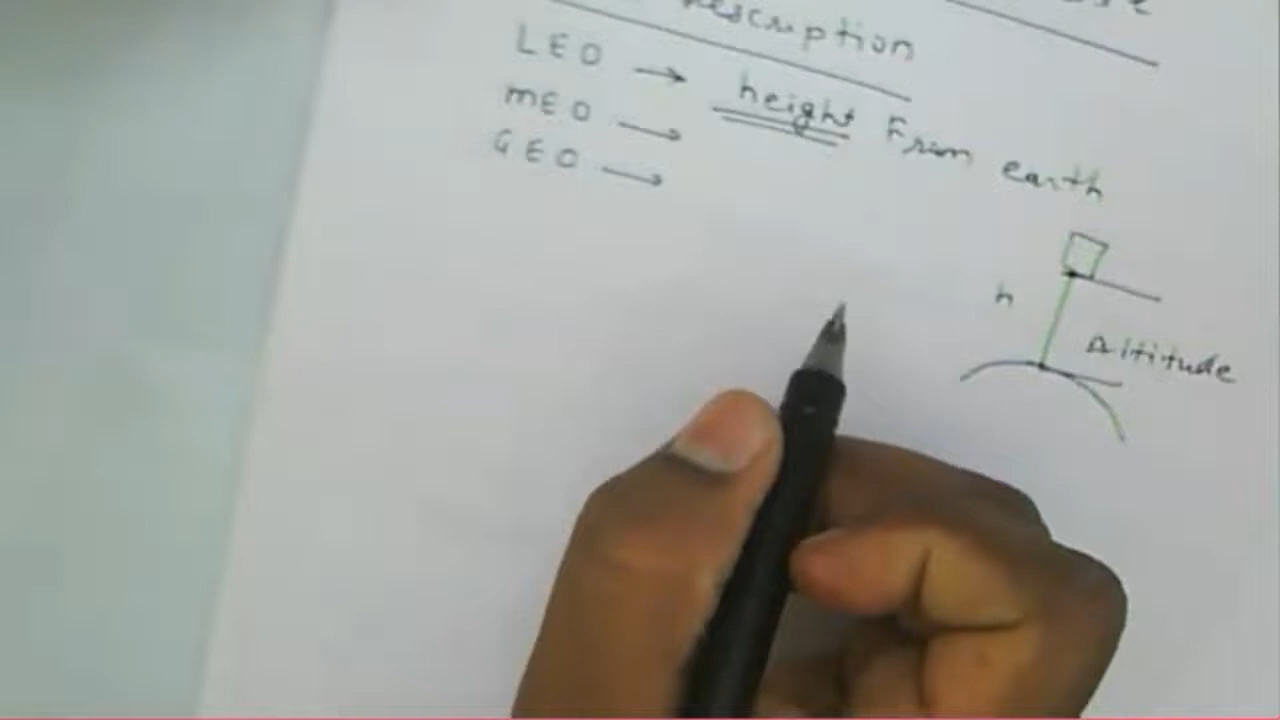 Description
LEO → height From earth
MEO →
GEO →
h
Altitude